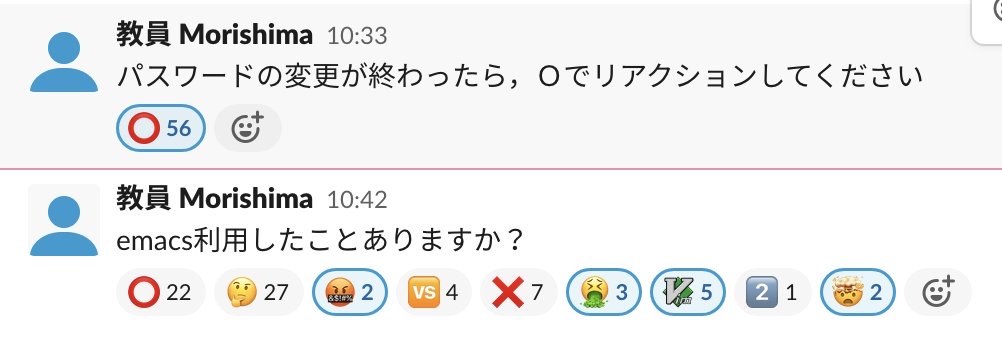 教員 Morishima 10:33
パスワードの変更が終わったら，Ｏでリアクションしてください
⭕ 56
教員 Morishima 10:42
emacs利用したことありますか？
⭕ 22 🤔 27 🤬 2 🆚 4 ❌ 7 🤮 3 5 2️⃣ 1 🤯 2